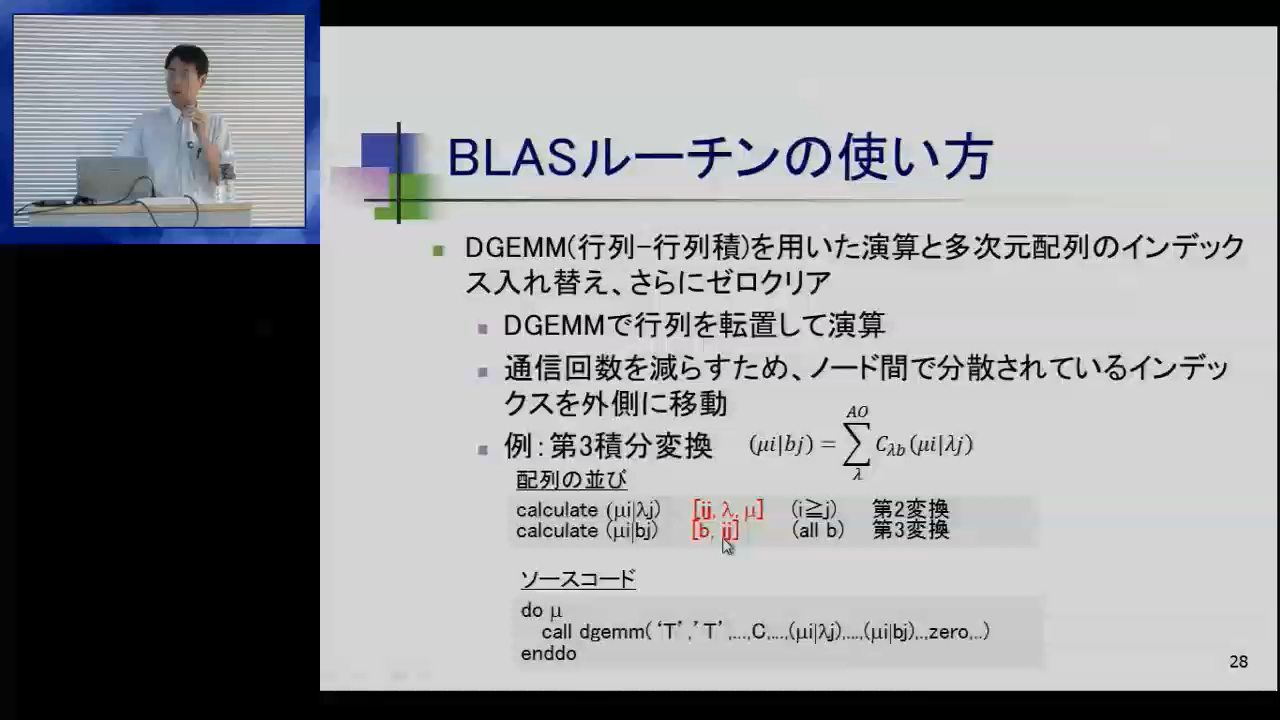 BLASルーチンの使い方
DGEMM(行列-行列積)を用いた演算と多次元配列のインデック
ス入れ替え、さらにゼロクリア
DGEMMで行列を転置して演算
通信回数を減らすため、ノード間で分散されているインデッ
クスを外側に移動
例：第3積分変換 (μi|bj) = ∑_λ^AO C_λb (μi|λj)
配列の並び
calculate (μi|λj) [ij, λ, μ] (i≧j) 第2変換
calculate (μi|bj) [b, ij] (all b) 第3変換
ソースコード
do μ
call dgemm(‘T’,’T’,...,C,...,(μi|λj),...,(μi|bj),.,zero,..)
enddo
28